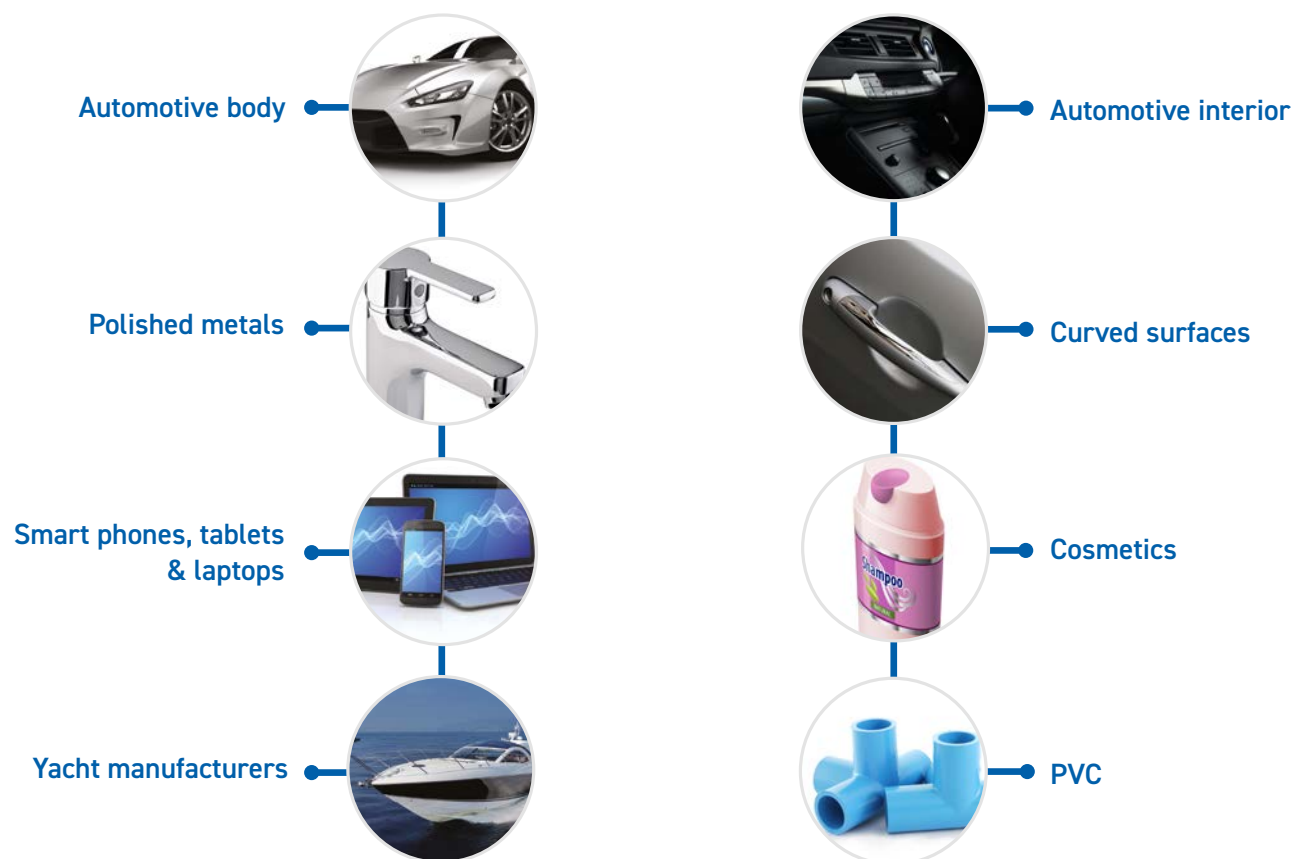 Automotive body
Automotive interior
Polished metals
Curved surfaces
Smart phones, tablets
& laptops
Cosmetics
Shampoo
Yacht manufacturers
PVC